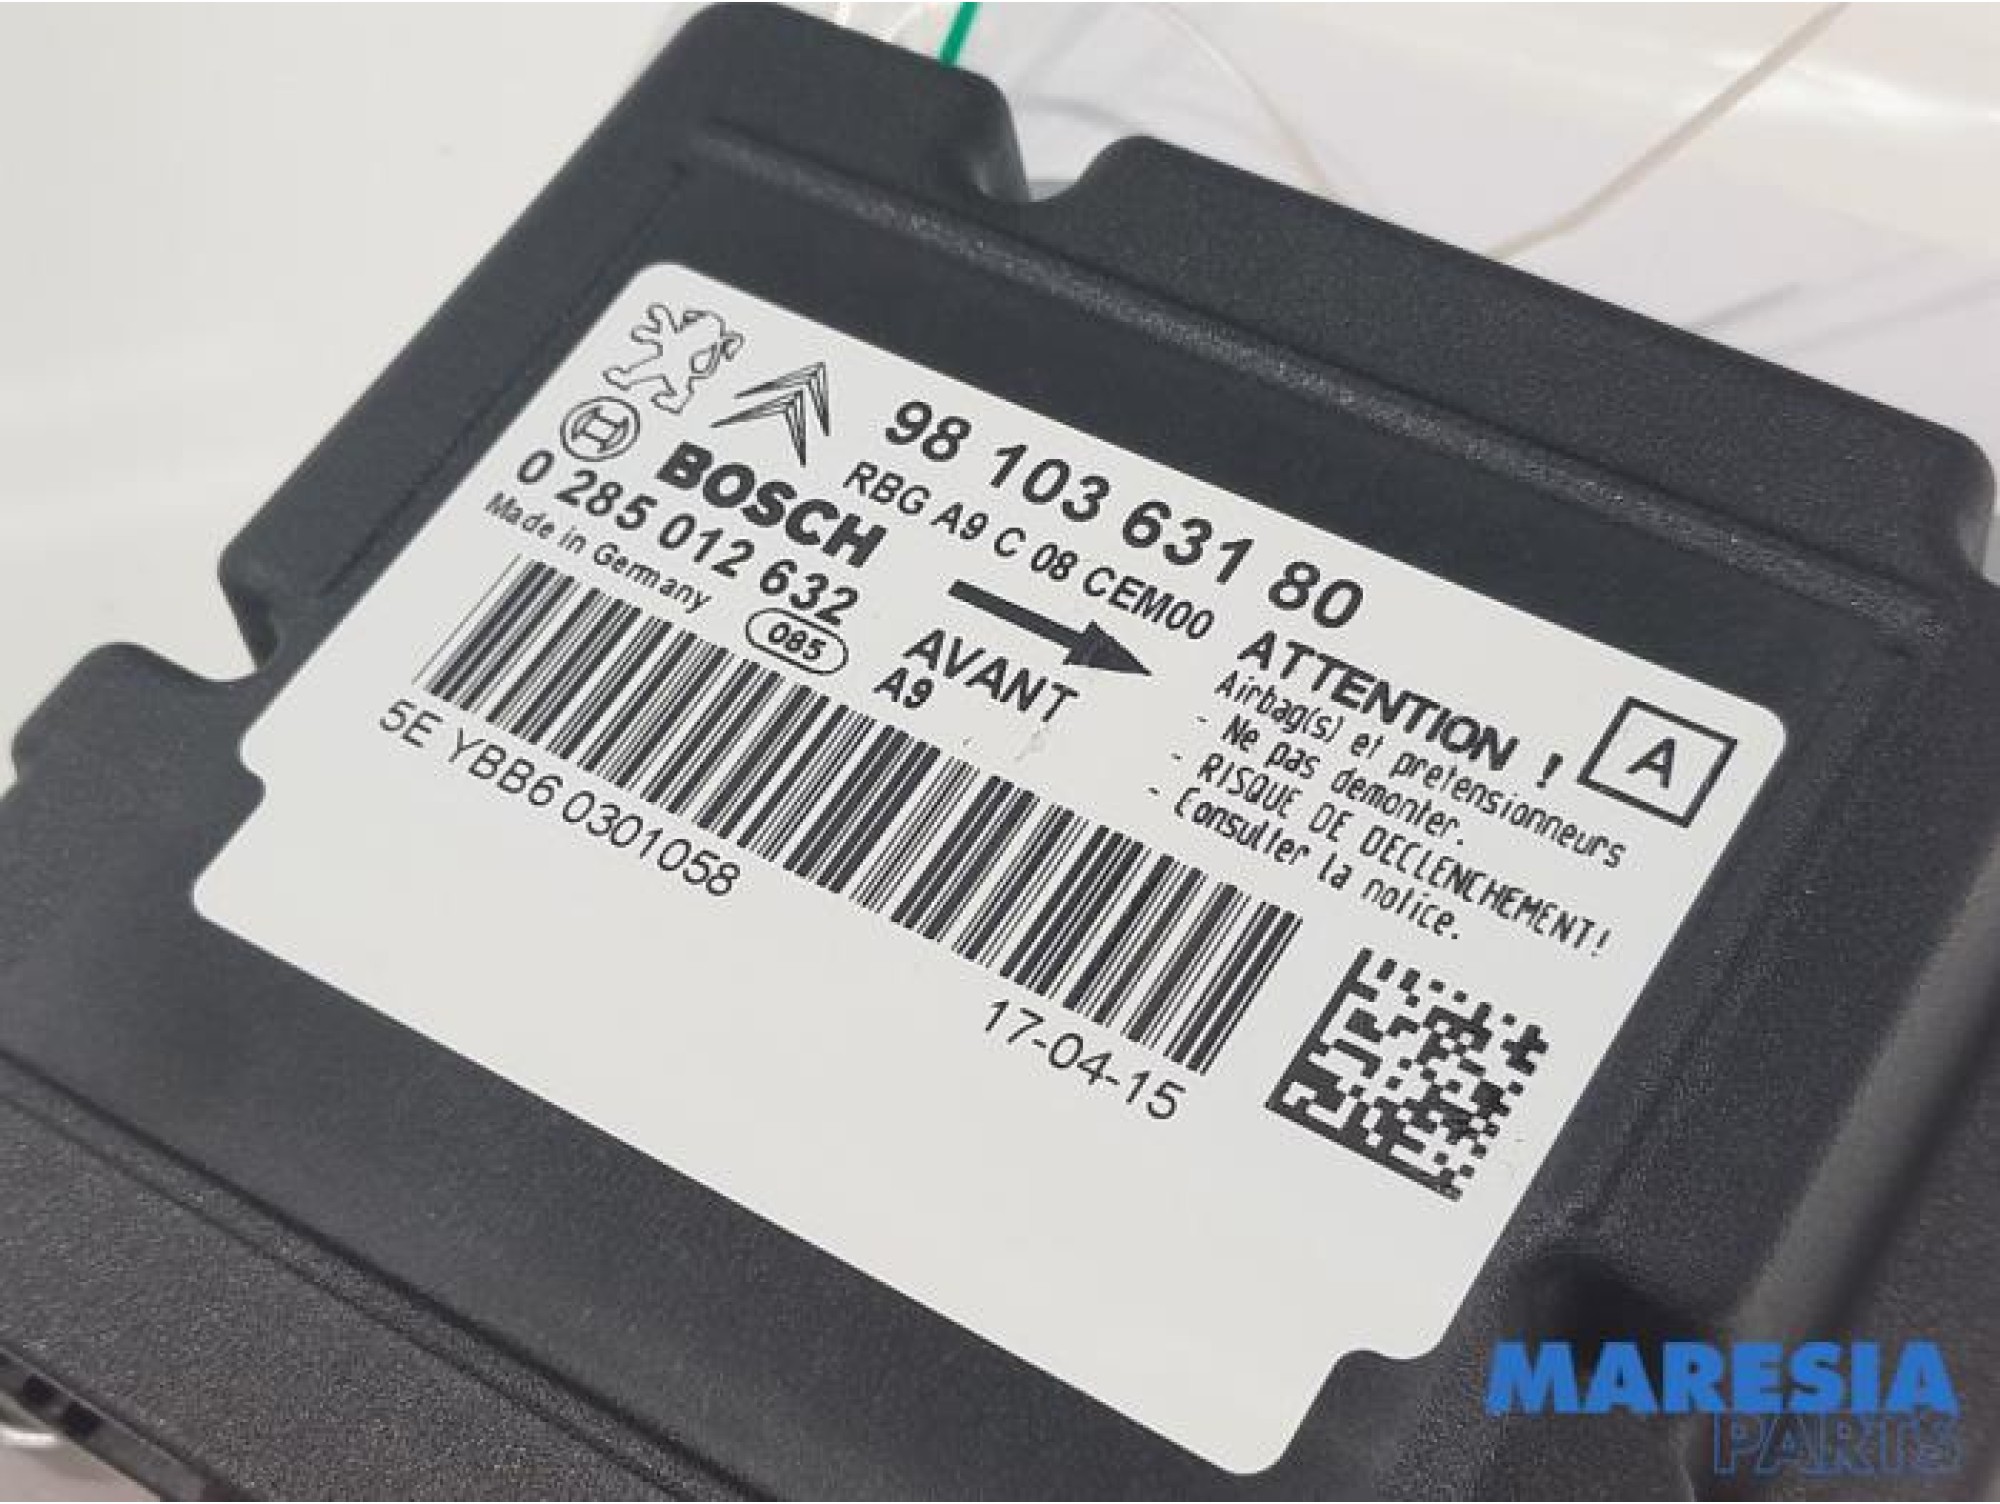 98 103 631 80
RBG A9 C 08 CEM00
BOSCH
0 285 012 632
Made in Germany
085
AVANT
A9
ATTENTION !
Airbag(s) et pretensionneurs
- Ne pas demonter.
- RISQUE DE DECLENCHEMENT!
- Consulter la notice.
A
5E YBB6 0301058
17-04-15
MARESIA
PARTS